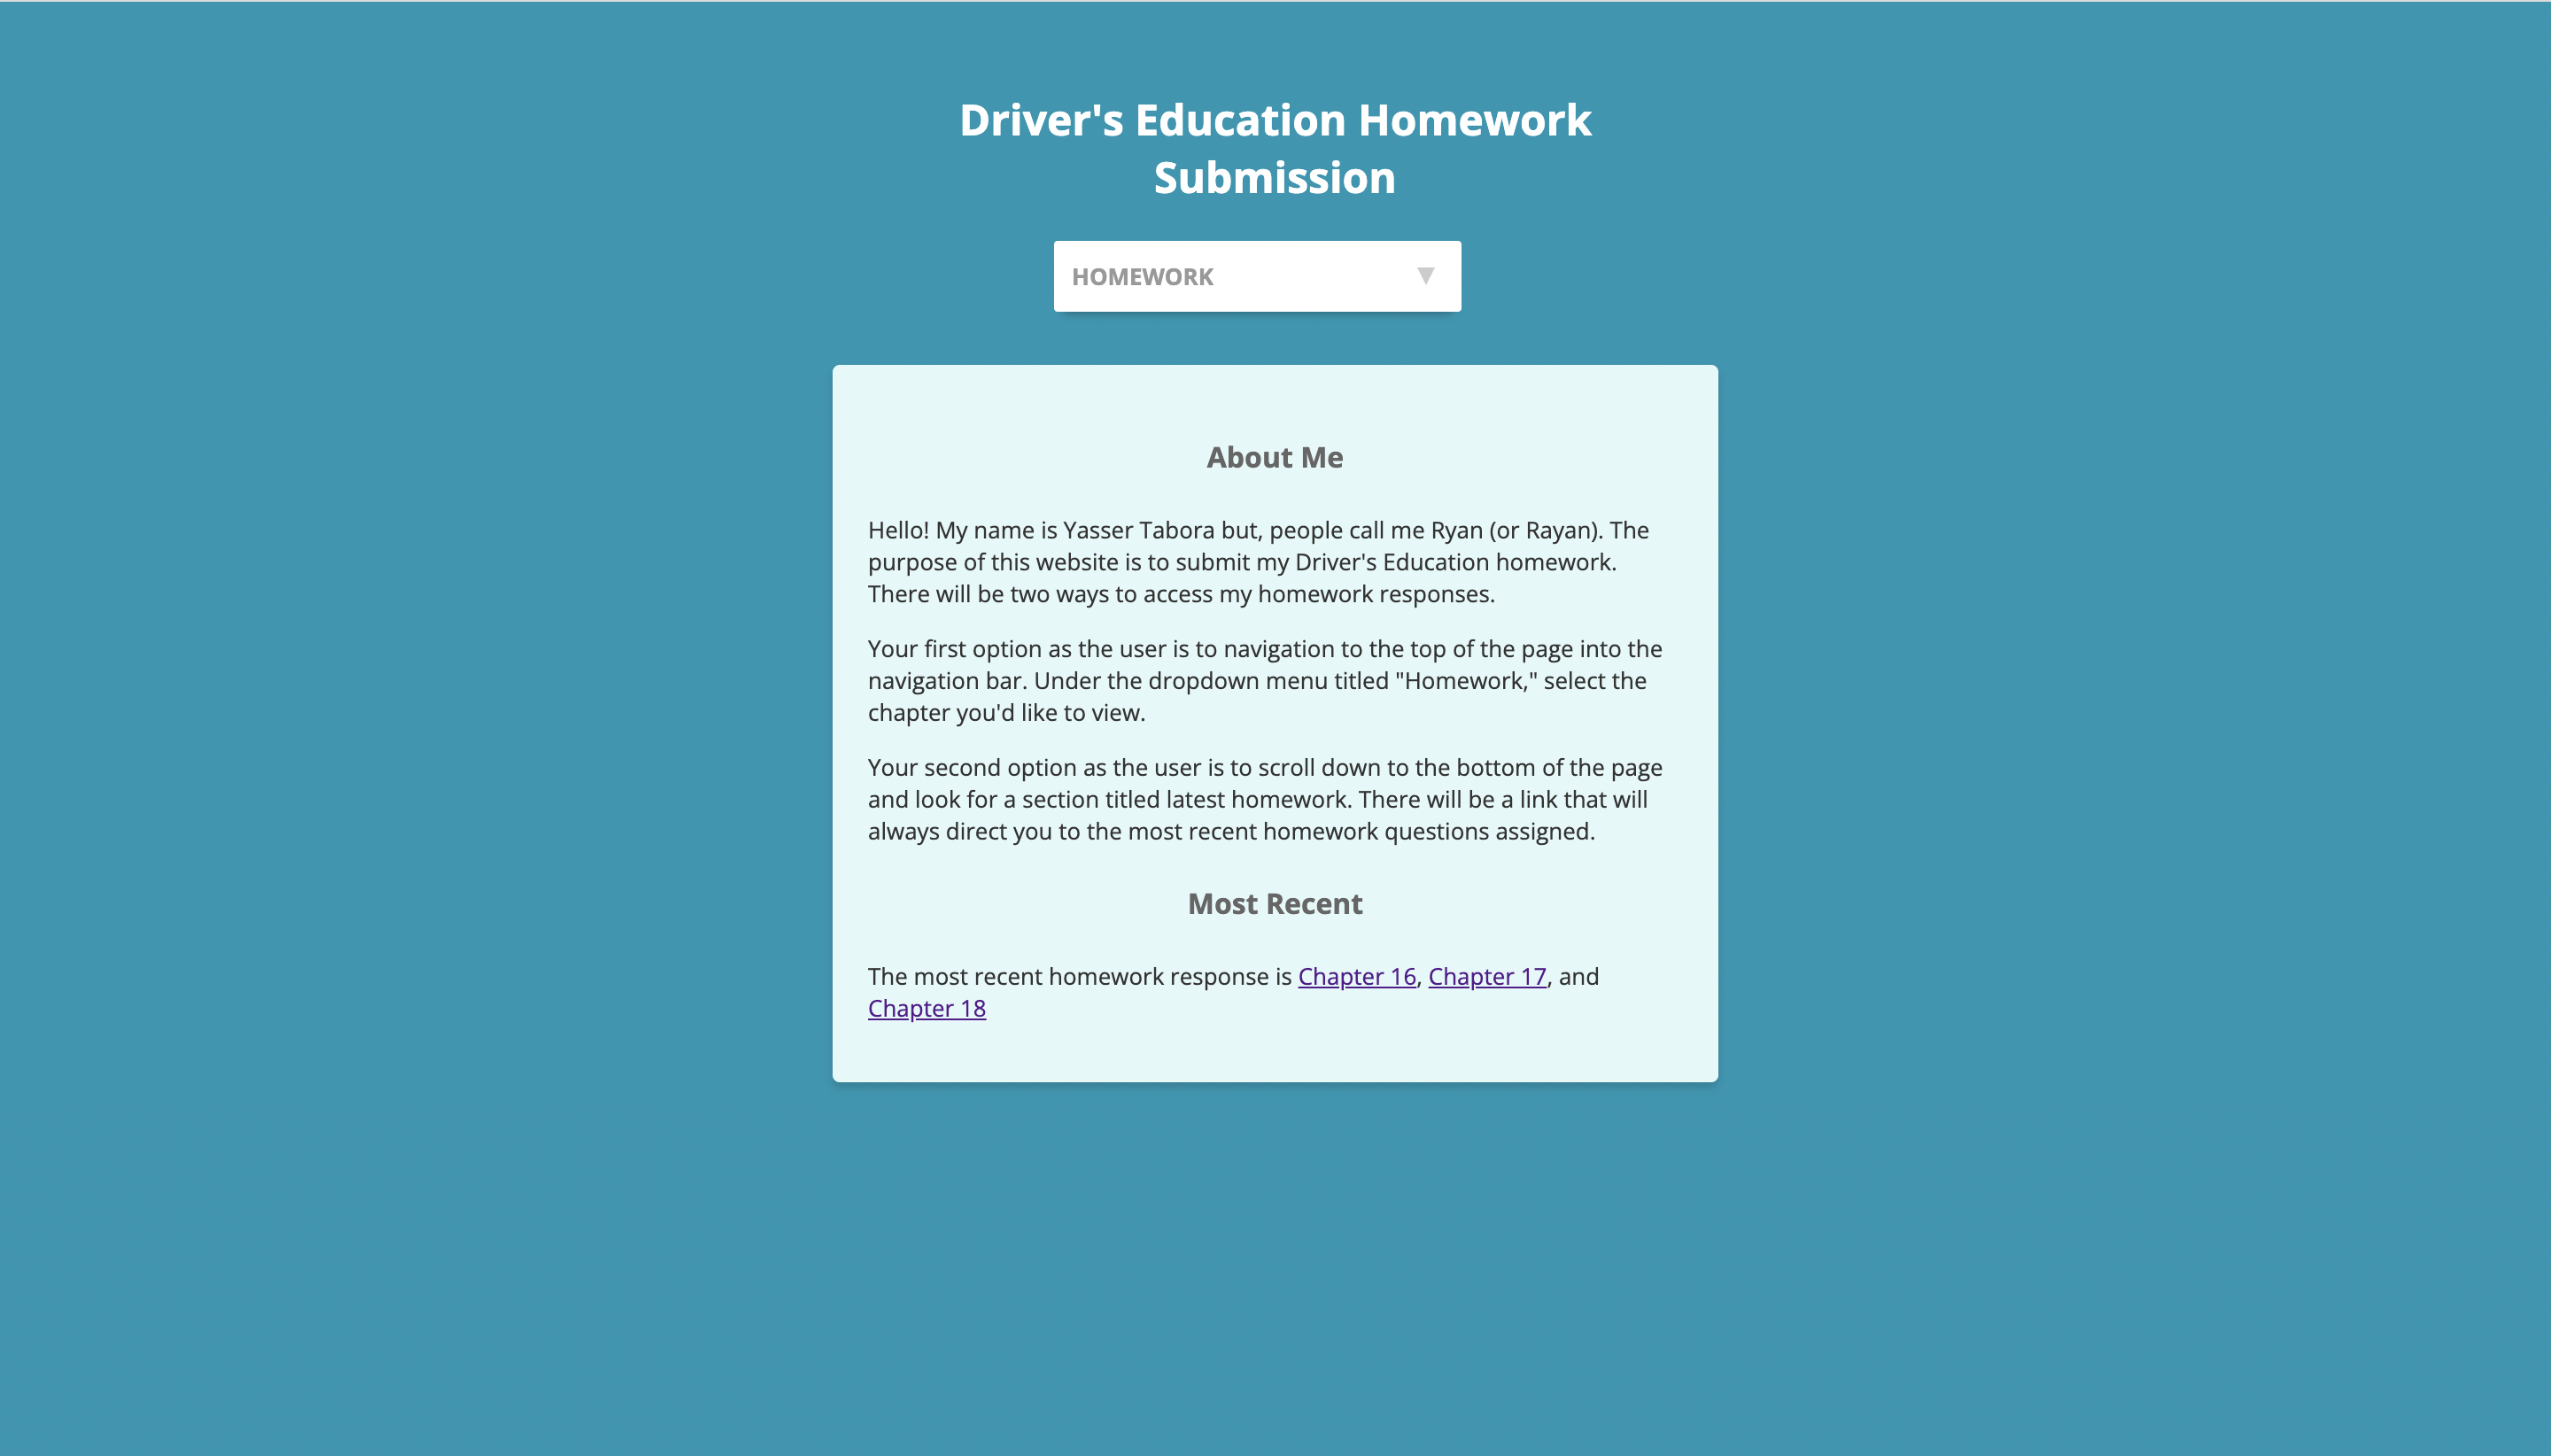 Driver's Education Homework
Submission
HOMEWORK
About Me
Hello! My name is Yasser Tabora but, people call me Ryan (or Rayan). The
purpose of this website is to submit my Driver's Education homework.
There will be two ways to access my homework responses.
Your first option as the user is to navigation to the top of the page into the
navigation bar. Under the dropdown menu titled "Homework," select the
chapter you'd like to view.
Your second option as the user is to scroll down to the bottom of the page
and look for a section titled latest homework. There will be a link that will
always direct you to the most recent homework questions assigned.
Most Recent
The most recent homework response is Chapter 16, Chapter 17, and
Chapter 18